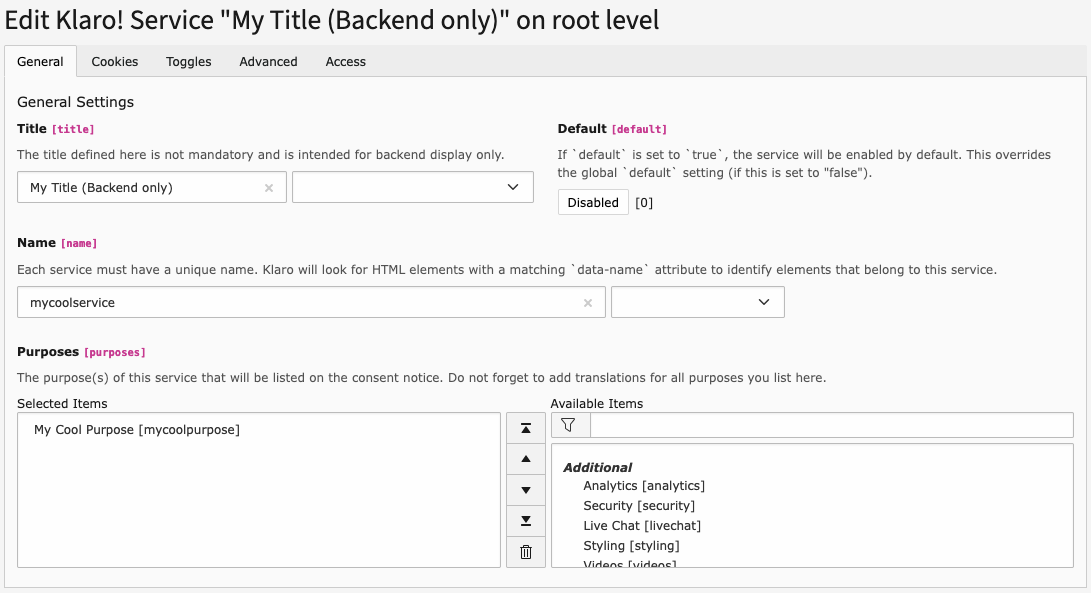 Edit Klaro! Service "My Title (Backend only)" on root level
General Cookies Toggles Advanced Access
General Settings
Title [title]
The title defined here is not mandatory and is intended for backend display only.
My Title (Backend only)
Default [default]
If `default` is set to `true`, the service will be enabled by default. This overrides
the global `default` setting (if this is set to "false").
Disabled [0]
Name [name]
Each service must have a unique name. Klaro will look for HTML elements with a matching `data-name` attribute to identify elements that belong to this service.
mycoolservice
Purposes [purposes]
The purpose(s) of this service that will be listed on the consent notice. Do not forget to add translations for all purposes you list here.
Selected Items
My Cool Purpose [mycoolpurpose]
Available Items
Additional
Analytics [analytics]
Security [security]
Live Chat [livechat]
Styling [styling]
Videos [videos]